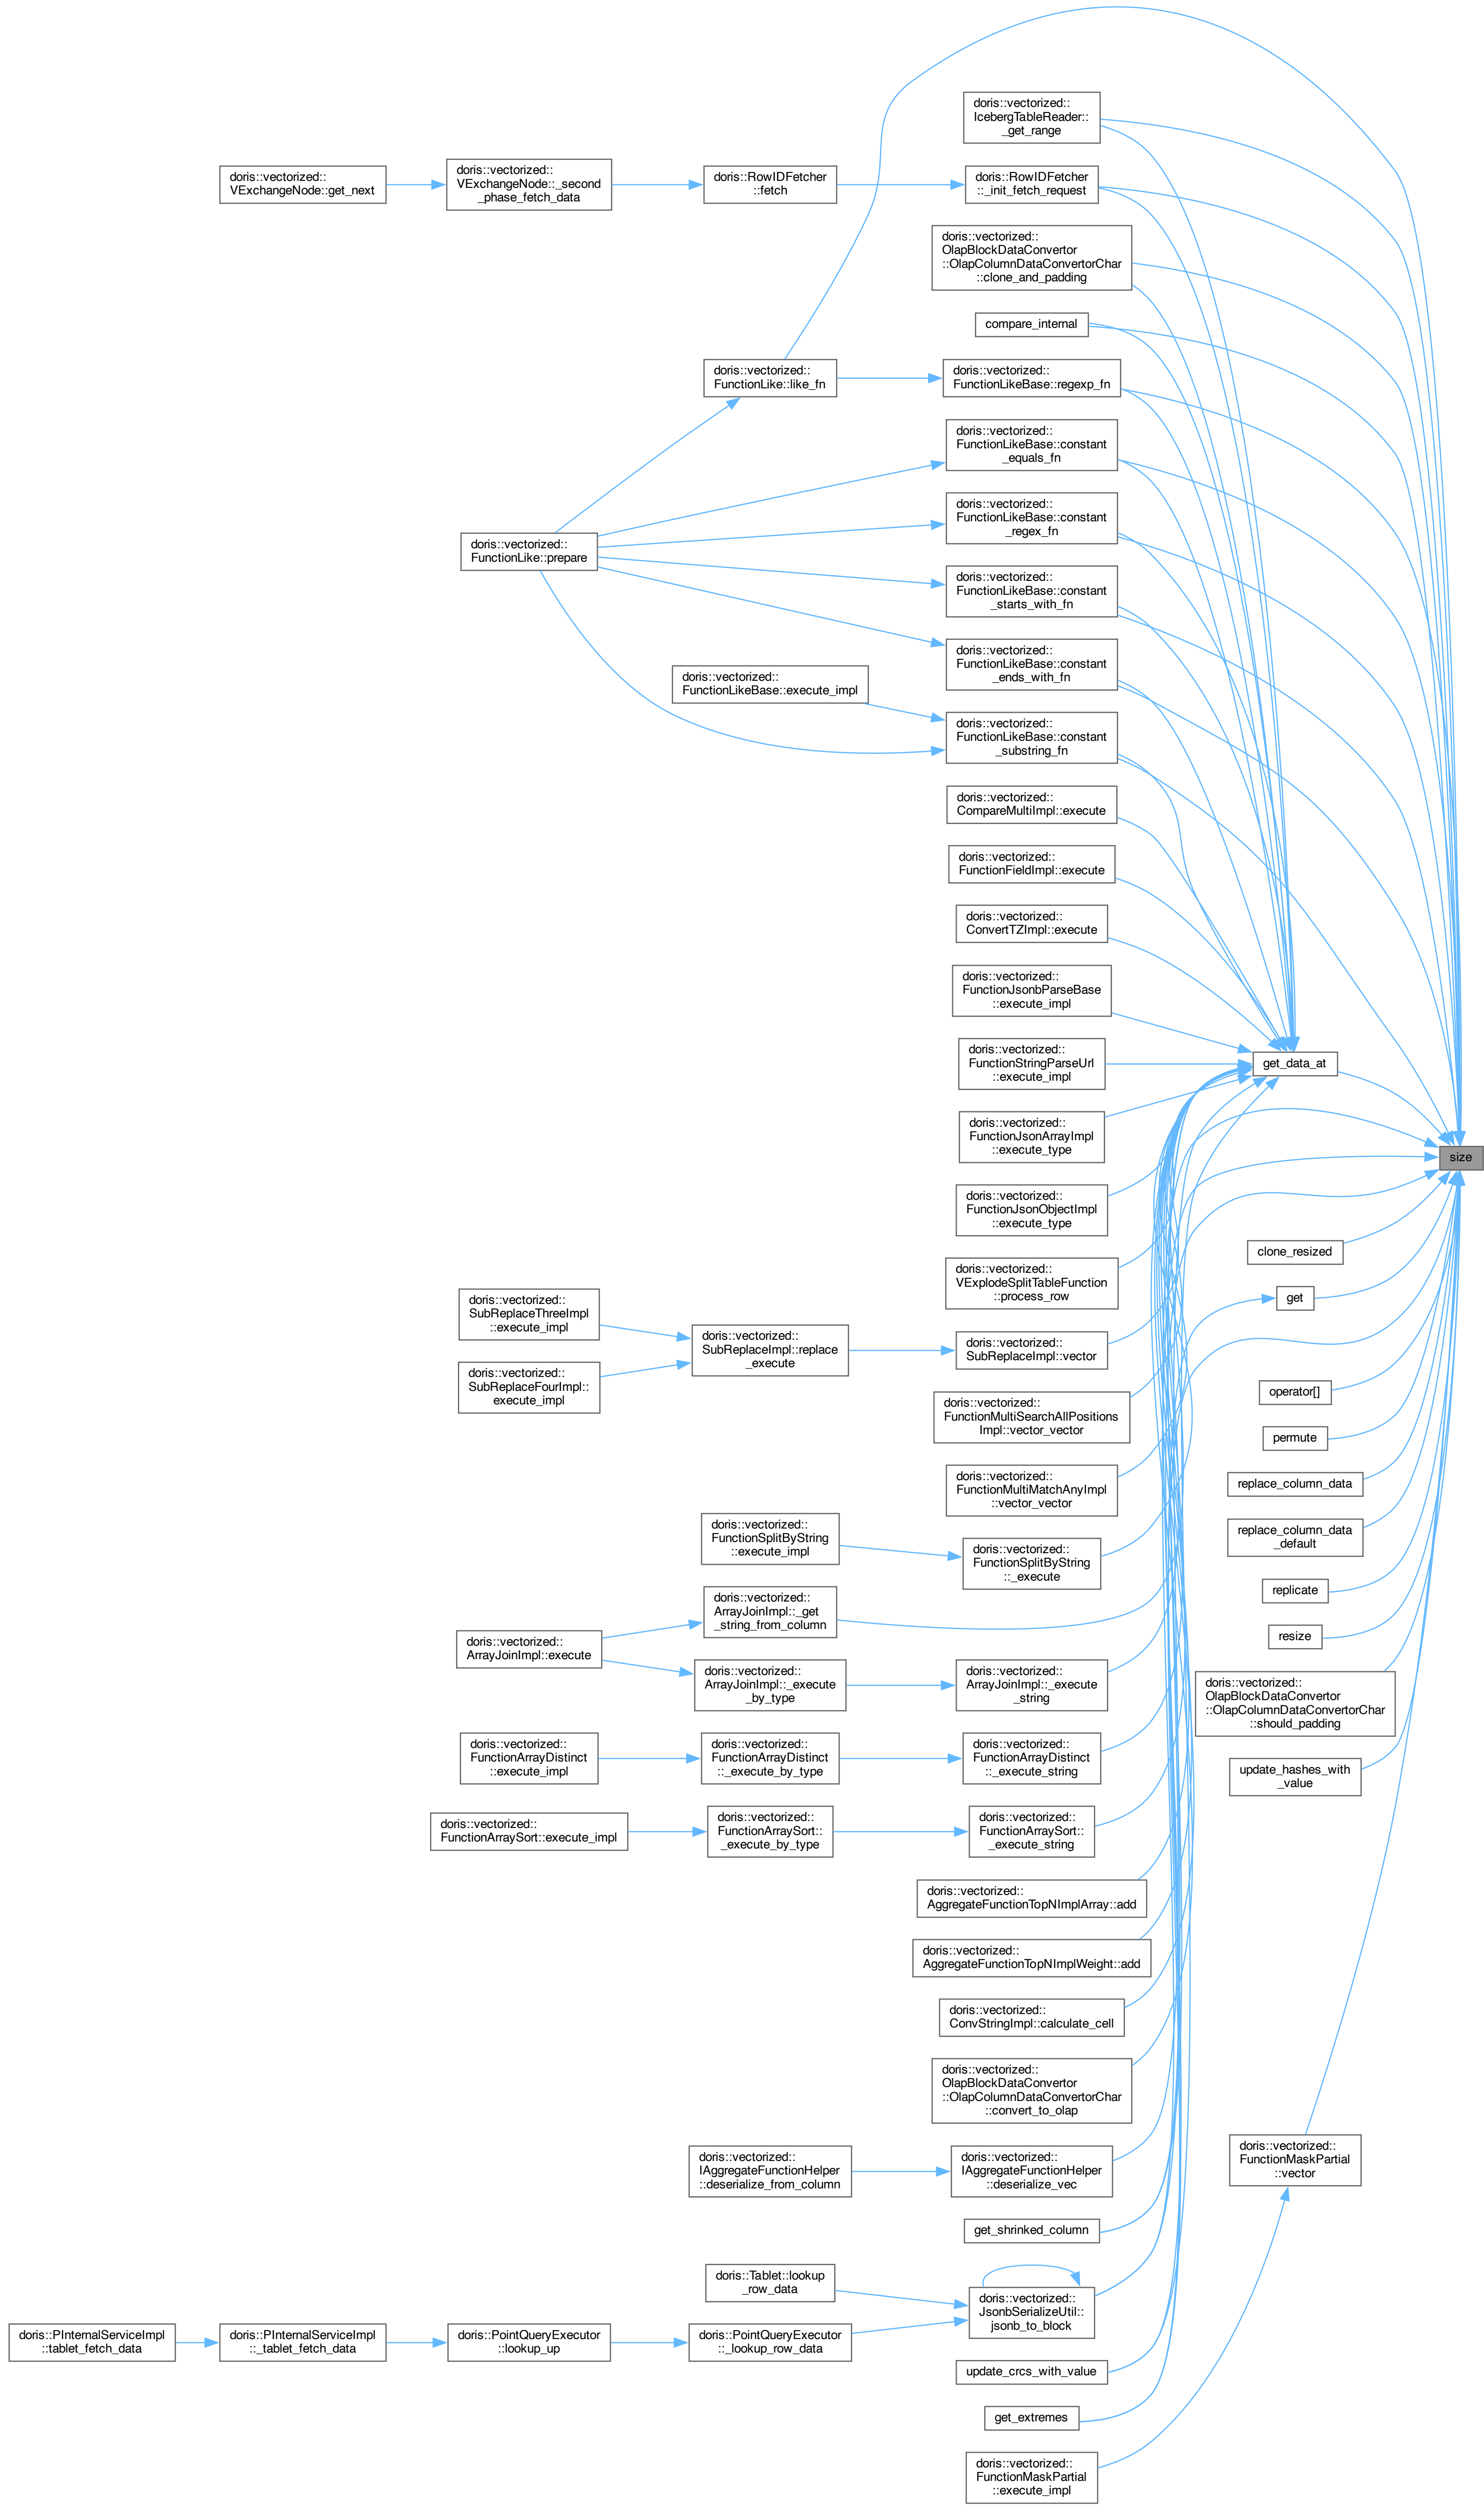 doris::vectorized::
IcebergTableReader::
_get_range
doris::vectorized::
VExchangeNode::get_next
doris::vectorized::
VExchangeNode::_second
_phase_fetch_data
doris::RowIDFetcher
::fetch
doris::RowIDFetcher
::_init_fetch_request
doris::vectorized::
OlapBlockDataConvertor
::OlapColumnDataConvertorChar
::clone_and_padding
compare_internal
doris::vectorized::
FunctionLike::like_fn
doris::vectorized::
FunctionLikeBase::regexp_fn
doris::vectorized::
FunctionLikeBase::constant
_equals_fn
doris::vectorized::
FunctionLikeBase::constant
_regex_fn
doris::vectorized::
FunctionLike::prepare
doris::vectorized::
FunctionLikeBase::constant
_starts_with_fn
doris::vectorized::
FunctionLikeBase::constant
_ends_with_fn
doris::vectorized::
FunctionLikeBase::execute_impl
doris::vectorized::
FunctionLikeBase::constant
_substring_fn
doris::vectorized::
CompareMultiImpl::execute
doris::vectorized::
FunctionFieldImpl::execute
doris::vectorized::
ConvertTZImpl::execute
doris::vectorized::
FunctionJsonbParseBase
::execute_impl
doris::vectorized::
FunctionStringParseUrl
::execute_impl
get_data_at
doris::vectorized::
FunctionJsonArrayImpl
::execute_type
size
doris::vectorized::
FunctionJsonObjectImpl
::execute_type
clone_resized
doris::vectorized::
VExplodeSplitTableFunction
::process_row
get
doris::vectorized::
SubReplaceThreeImpl
::execute_impl
doris::vectorized::
SubReplaceImpl::replace
_execute
doris::vectorized::
SubReplaceImpl::vector
doris::vectorized::
SubReplaceFourImpl::
execute_impl
operator[]
doris::vectorized::
FunctionMultiSearchAllPositions
Impl::vector_vector
permute
doris::vectorized::
FunctionMultiMatchAnyImpl
::vector_vector
replace_column_data
doris::vectorized::
FunctionSplitByString
::execute_impl
doris::vectorized::
FunctionSplitByString
::_execute
replace_column_data
_default
replicate
doris::vectorized::
ArrayJoinImpl::_get
_string_from_column
doris::vectorized::
ArrayJoinImpl::execute
resize
doris::vectorized::
ArrayJoinImpl::_execute
_by_type
doris::vectorized::
ArrayJoinImpl::_execute
_string
doris::vectorized::
OlapBlockDataConvertor
::OlapColumnDataConvertorChar
::should_padding
doris::vectorized::
FunctionArrayDistinct
::execute_impl
doris::vectorized::
FunctionArrayDistinct
::_execute_by_type
doris::vectorized::
FunctionArrayDistinct
::_execute_string
update_hashes_with
_value
doris::vectorized::
FunctionArraySort::execute_impl
doris::vectorized::
FunctionArraySort::
_execute_by_type
doris::vectorized::
FunctionArraySort::
_execute_string
doris::vectorized::
AggregateFunctionTopNImplArray::add
doris::vectorized::
AggregateFunctionTopNImplWeight::add
doris::vectorized::
ConvStringImpl::calculate_cell
doris::vectorized::
OlapBlockDataConvertor
::OlapColumnDataConvertorChar
::convert_to_olap
doris::vectorized::
FunctionMaskPartial
::vector
doris::vectorized::
IAggregateFunctionHelper
::deserialize_from_column
doris::vectorized::
IAggregateFunctionHelper
::deserialize_vec
get_shrinked_column
doris::Tablet::lookup
_row_data
doris::vectorized::
JsonbSerializeUtil::
jsonb_to_block
doris::PInternalServiceImpl
::tablet_fetch_data
doris::PInternalServiceImpl
::_tablet_fetch_data
doris::PointQueryExecutor
::lookup_up
doris::PointQueryExecutor
::_lookup_row_data
update_crcs_with_value
get_extremes
doris::vectorized::
FunctionMaskPartial
::execute_impl